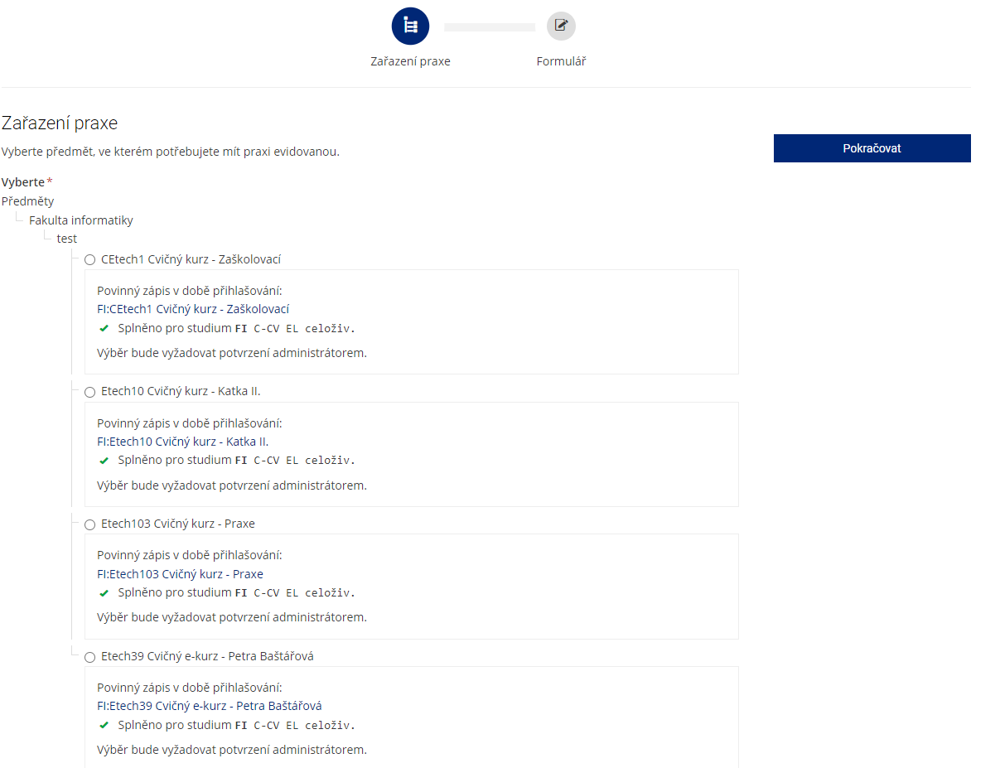 Zařazení praxe
Formulář
Zařazení praxe
Vyberte předmět, ve kterém potřebujete mít praxi evidovanou.
Pokračovat
Vyberte*
Předměty
Fakulta informatiky
test
CEtech1 Cvičný kurz - Zaškolovací
Povinný zápis v době přihlašování:
FI:CEtech1 Cvičný kurz - Zaškolovací
Splněno pro studium FI C-CV EL celoživ.
Výběr bude vyžadovat potvrzení administrátorem.
Etech10 Cvičný kurz - Katka II.
Povinný zápis v době přihlašování:
FI:Etech10 Cvičný kurz - Katka II.
Splněno pro studium FI C-CV EL celoživ.
Výběr bude vyžadovat potvrzení administrátorem.
Etech103 Cvičný kurz - Praxe
Povinný zápis v době přihlašování:
FI:Etech103 Cvičný kurz - Praxe
Splněno pro studium FI C-CV EL celoživ.
Výběr bude vyžadovat potvrzení administrátorem.
Etech39 Cvičný e-kurz - Petra Baštářová
Povinný zápis v době přihlašování:
FI:Etech39 Cvičný e-kurz - Petra Baštářová
Splněno pro studium FI C-CV EL celoživ.
Výběr bude vyžadovat potvrzení administrátorem.